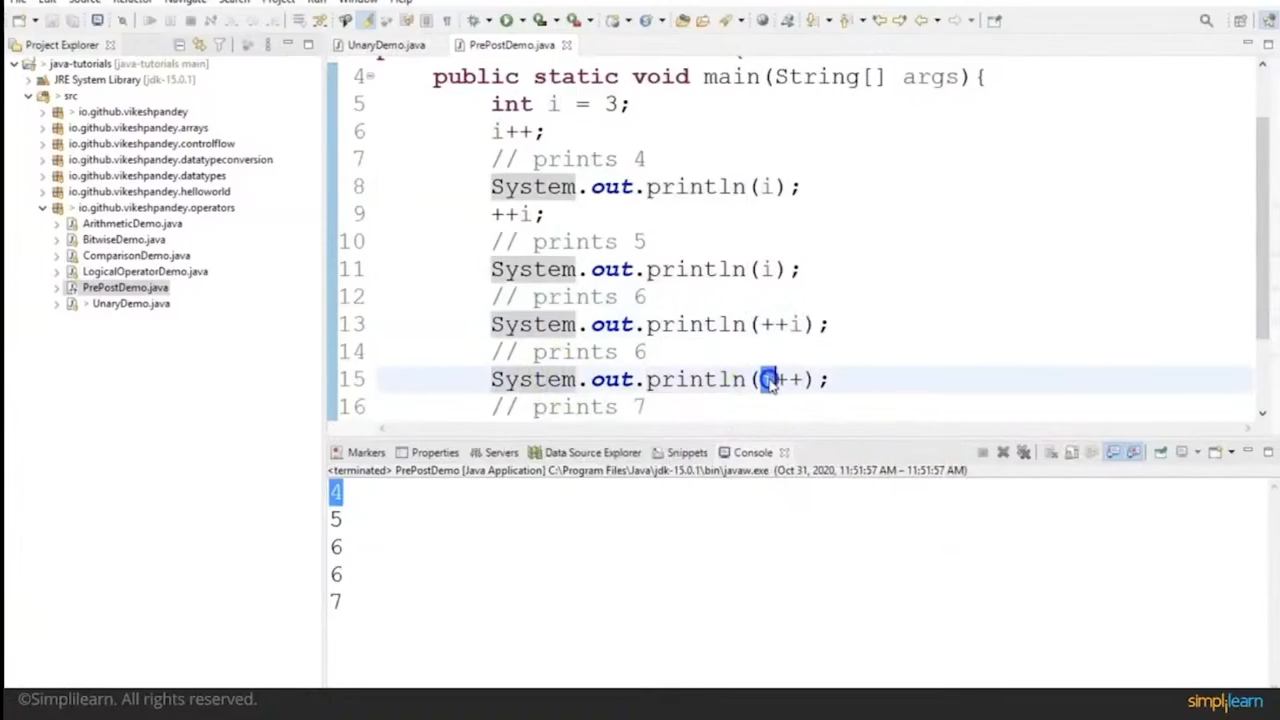 Project Explorer
UnaryDemo.java
PrePostDemo.java
java-tutorials [java-tutorials main]
JRE System Library [jdk-15.0.1]
src
io.github.vikeshpandey
io.github.vikeshpandey.arrays
io.github.vikeshpandey.controlflow
io.github.vikeshpandey.datatypeconversion
io.github.vikeshpandey.datatypes
io.github.vikeshpandey.helloworld
io.github.vikeshpandey.operators
ArithmeticDemo.java
BitwiseDemo.java
ComparisonDemo.java
LogicalOperatorDemo.java
PrePostDemo.java
UnaryDemo.java
4 public static void main(String[] args){
5 int i = 3;
6 i++;
7 // prints 4
8 System.out.println(i);
9 ++i;
10 // prints 5
11 System.out.println(i);
12 // prints 6
13 System.out.println(++i);
14 // prints 6
15 System.out.println(i++);
16 // prints 7
Markers Properties Servers Data Source Explorer Snippets Console
<terminated> PrePostDemo [Java Application] C:\Program Files\Java\jdk-15.0.1\bin\javaw.exe (Oct 31, 2020, 11:51:57 AM – 11:51:57 AM)
4
5
6
6
7
©Simplilearn. All rights reserved.
simplilearn